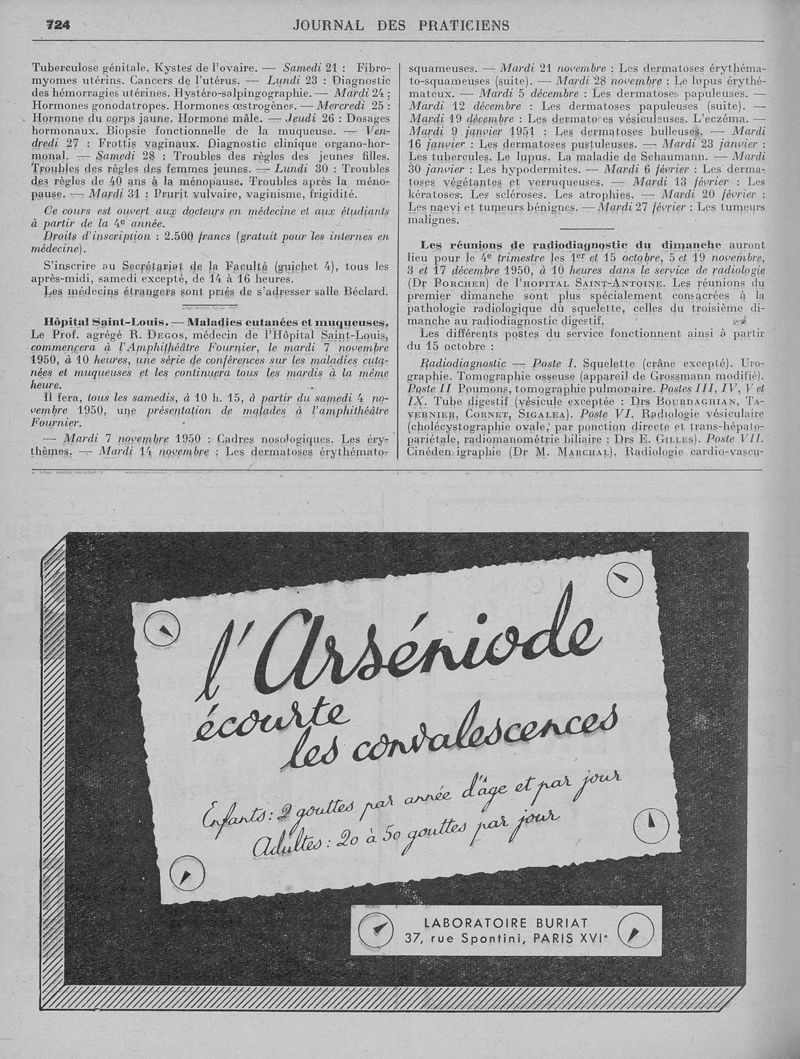 724
JOURNAL DES PRATICIENS
Tuberculose génitale. Kystes de l'ovaire. — Samedi 21 : Fibro-
myomes utérins. Cancers de l'utérus. — Lundi 23 : Diagnostic
des hémorragies utérines. Hystéro-salpingographie. — Mardi 24 :
Hormones gonodatropes. Hormones œstrogènes. — Mercredi 25 :
Hormone du corps jaune. Hormone mâle. — Jeudi 26 : Dosages
hormonaux. Biopsie fonctionnelle de la muqueuse. — Ven-
dredi 27 : Frottis vaginaux. Diagnostic clinique organo-hor-
monal. — Samedi 28 : Troubles des règles des jeunes filles.
Troubles des règles des femmes jeunes. — Lundi 30 : Troubles
des règles de 40 ans à la ménopause. Troubles après la méno-
pause. — Mardi 31 : Prurit vulvaire, vaginisme, frigidité.
Ce cours est ouvert aux docteurs en médecine et aux étudiants
à partir de la 4e année.
Droits d'inscription : 2.500 francs (gratuit pour les internes en
médecine).
S'inscrire au Secrétariat de la Faculté (guichet 4), tous les
après-midi, samedi excepté, de 14 à 16 heures.
Les médecins étrangers sont priés de s'adresser salle Béclard.
Hôpital Saint-Louis. — Maladies cutanées et muqueuses.
Le Prof. agrégé R. DEGOS, médecin de l'Hôpital Saint-Louis,
commencera à l'Amphithéâtre Fournier, le mardi 7 novembre
1950, à 10 heures, une série de conférences sur les maladies cuta-
nées et muqueuses et les continuera tous les mardis à la même
heure.
Il fera, tous les samedis, à 10 h. 15, à partir du samedi 4 no-
vembre 1950, une présentation de malades à l'amphithéâtre
Fournier.
— Mardi 7 novembre 1950 : Cadres nosologiques. Les éry-
thèmes. — Mardi 14 novembre : Les dermatoses érythémato-
squameuses. — Mardi 21 novembre : Les dermatoses érythéma-
to-squameuses (suite). — Mardi 28 novembre : Le lupus érythé-
mateux. — Mardi 5 décembre : Les dermatoses papuleuses. —
Mardi 12 décembre : Les dermatoses papuleuses (suite). —
Mardi 19 décembre : Les dermatoses vésiculeuses. L'eczéma. —
Mardi 9 janvier 1951 : Les dermatoses bulleuses. — Mardi
16 janvier : Les dermatoses pustuleuses. — Mardi 23 janvier :
Les tubercules. Le lupus. La maladie de Schaumann. — Mardi
30 janvier : Les hypodermites. — Mardi 6 février : Les derma-
toses végétantes et verruqueuses. — Mardi 13 février : Les
kératoses. Les scléroses. Les atrophies. — Mardi 20 février :
Les naevi et tumeurs bénignes. — Mardi 27 février : Les tumeurs
malignes.
Les réunions de radiodiagnostic du dimanche auront
lieu pour le 4e trimestre les 1er et 15 octobre, 5 et 19 novembre,
3 et 17 décembre 1950, à 10 heures dans le service de radiologie
(Dr PORCHER) de l'HOPITAL SAINT-ANTOINE. Les réunions du
premier dimanche sont plus spécialement consacrées à la
pathologie radiologique du squelette, celles du troisième di-
manche au radiodiagnostic digestif.
Les différents postes du service fonctionnent ainsi à partir
du 15 octobre :
Radiodiagnostic — Poste I. Squelette (crâne excepté). Uro-
graphie. Tomographie osseuse (appareil de Grossmann modifié).
Poste II Poumons, tomographie pulmonaire. Postes III, IV, V et
IX. Tube digestif (vésicule exceptée : Drs BOURDAGHIAN, TA-
VERNIER, CORNET, SIGALEA). Poste VI. Radiologie vésiculaire
(cholécystographie ovale, par ponction directe et trans-hépato-
pariétale, radiomanométrie biliaire : Drs E. GILLES). Poste VII.
Cinédensigraphie (Dr M. MARCHAL). Radiologie cardio-vascu-
l'Arséniode
écourte
les convalescences
Enfants : 2 gouttes par année d'âge et par jour
Adultes : 20 à 50 gouttes par jour
LABORATOIRE BURIAT
37, rue Spontini, PARIS XVIe